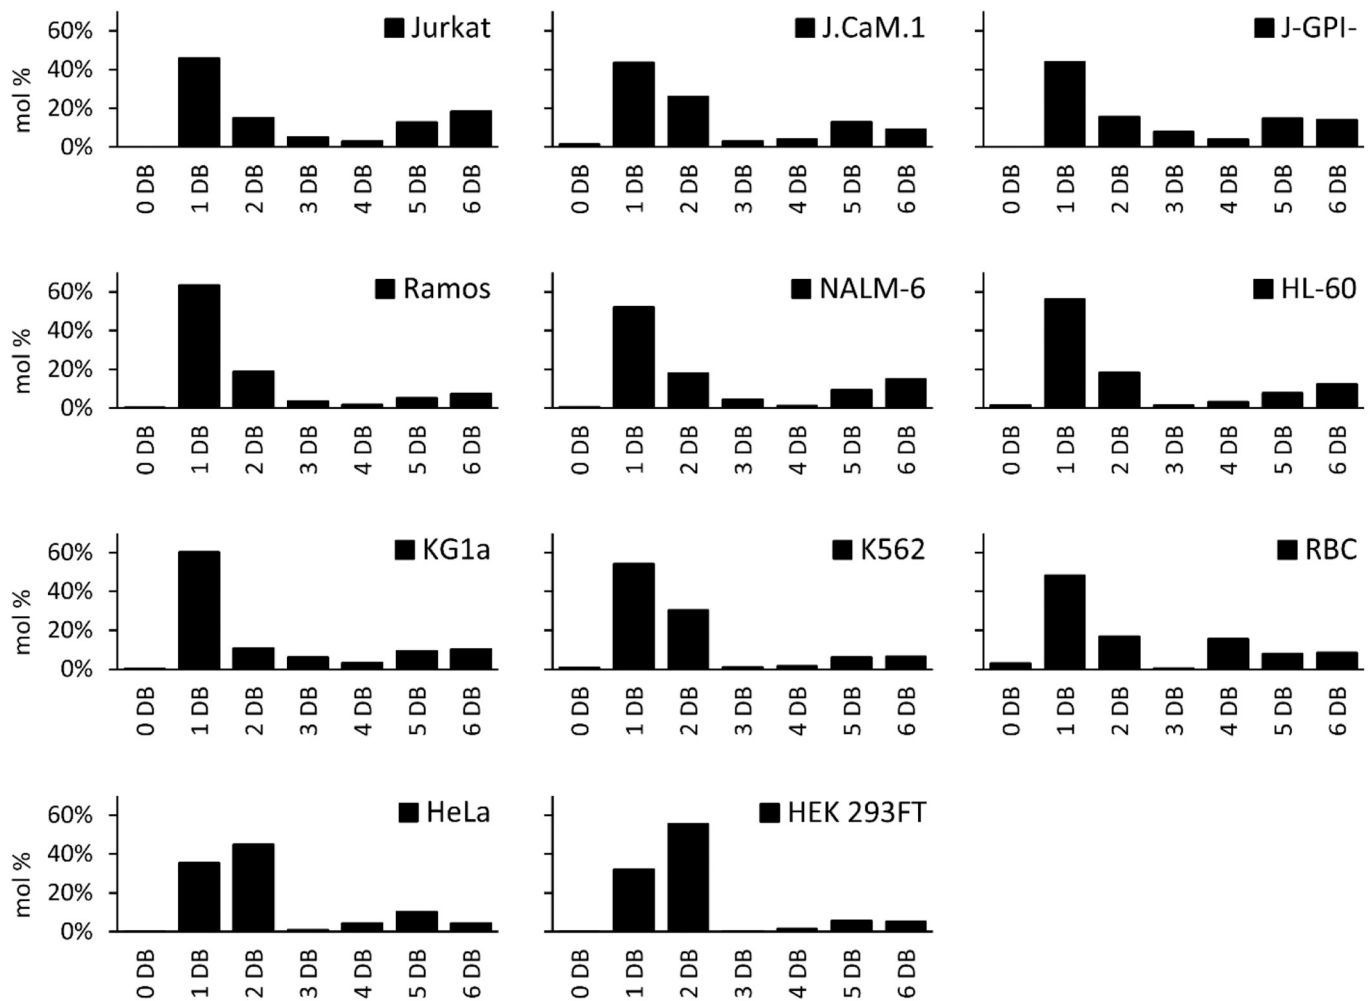 Jurkat J.CaM.1 J-GPI-
mol %
60%
40%
20%
0%
0 DB 1 DB 2 DB 3 DB 4 DB 5 DB 6 DB
0 DB 1 DB 2 DB 3 DB 4 DB 5 DB 6 DB
0 DB 1 DB 2 DB 3 DB 4 DB 5 DB 6 DB
Ramos NALM-6 HL-60
mol %
60%
40%
20%
0%
0 DB 1 DB 2 DB 3 DB 4 DB 5 DB 6 DB
0 DB 1 DB 2 DB 3 DB 4 DB 5 DB 6 DB
0 DB 1 DB 2 DB 3 DB 4 DB 5 DB 6 DB
KG1a K562 RBC
mol %
60%
40%
20%
0%
0 DB 1 DB 2 DB 3 DB 4 DB 5 DB 6 DB
0 DB 1 DB 2 DB 3 DB 4 DB 5 DB 6 DB
0 DB 1 DB 2 DB 3 DB 4 DB 5 DB 6 DB
HeLa HEK 293FT
mol %
60%
40%
20%
0%
0 DB 1 DB 2 DB 3 DB 4 DB 5 DB 6 DB
0 DB 1 DB 2 DB 3 DB 4 DB 5 DB 6 DB